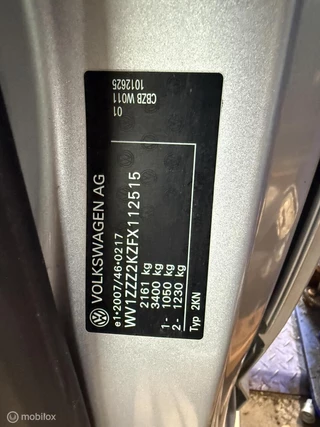 VOLKSWAGEN AG
e1*2007/46*0217
WV1ZZZ2KZFX112515
2161 kg
3400 kg
1- 1050 kg
2- 1230 kg
Typ 2KN
01
CBZB W011
1012625
mobifox